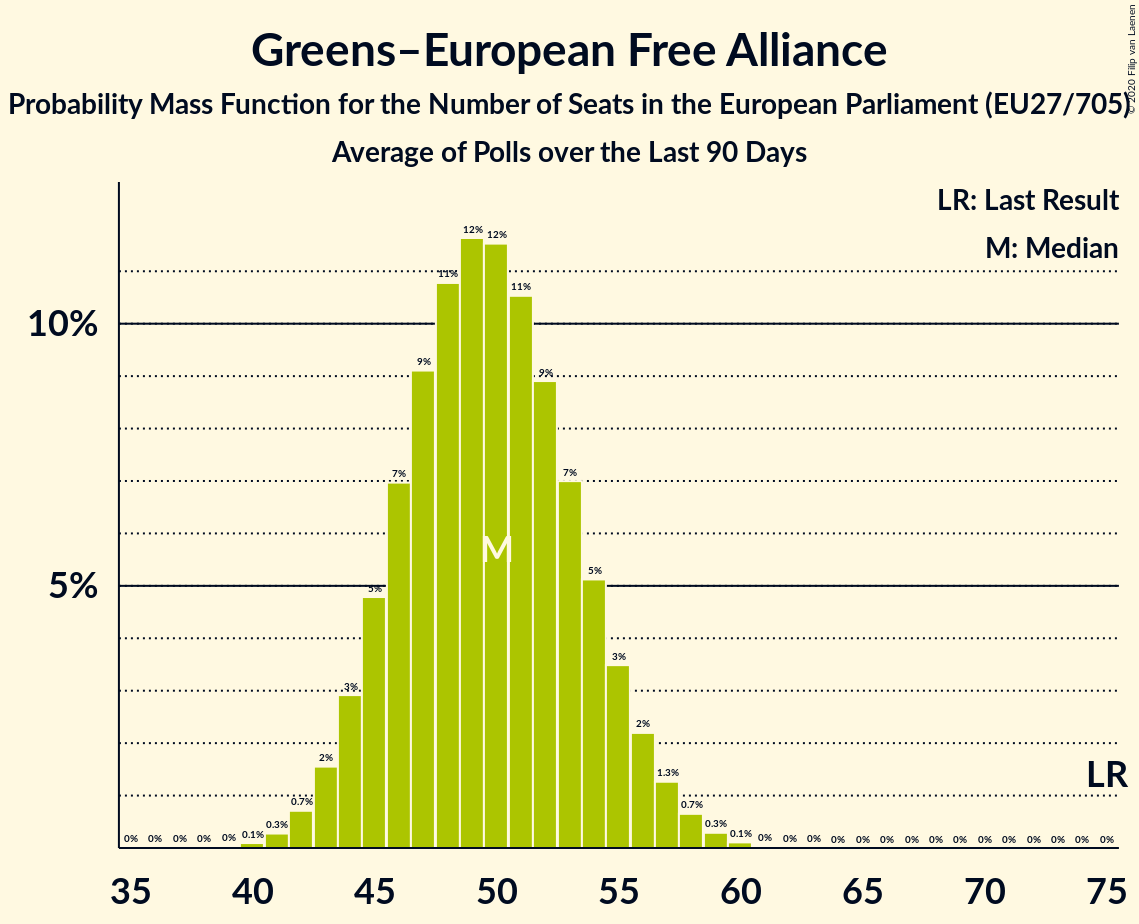 Greens–European Free Alliance
Probability Mass Function for the Number of Seats in the European Parliament (EU27/705)
Average of Polls over the Last 90 Days
© 2020 Filip van Laenen
LR: Last Result
M: Median
10%
5%
0% 0% 0% 0% 0% 0.1% 0.3% 0.7% 2% 3% 5% 7% 9% 11% 12% 12% 11% 9% 7% 5% 3% 2% 1.3% 0.7% 0.3% 0.1% 0% 0% 0% 0% 0% 0% 0% 0% 0% 0% 0% 0% 0% 0% 0%
M
LR
35 40 45 50 55 60 65 70 75